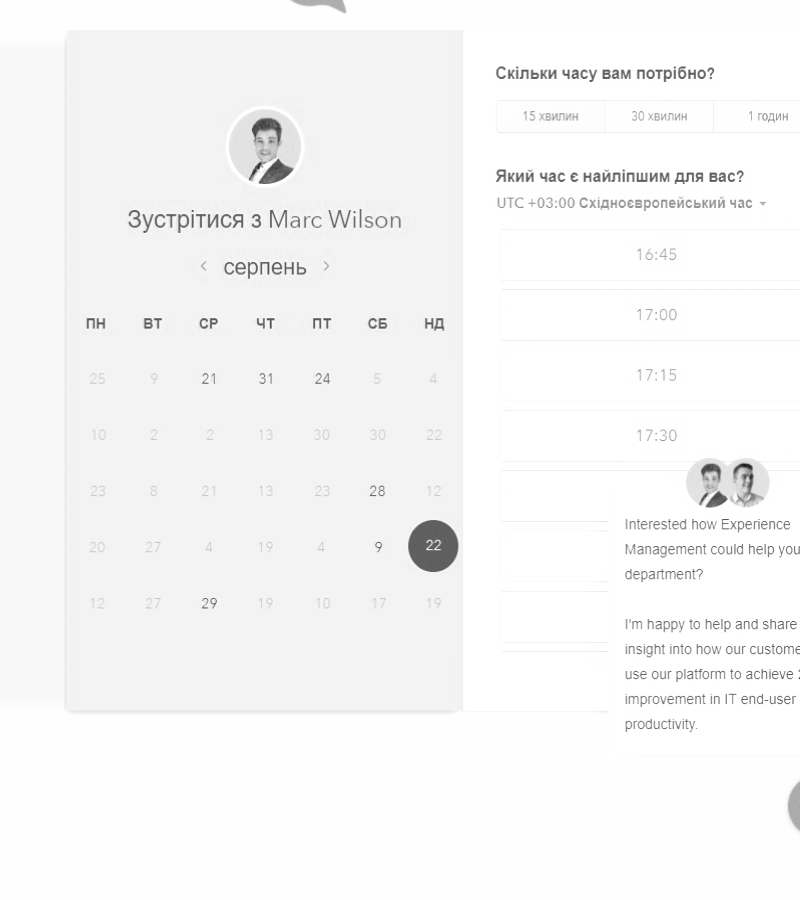 Зустрітися з Marc Wilson
серпень
ПН ВТ СР ЧТ ПТ СБ НД
25 9 21 31 24 5 4
10 2 2 13 30 30 22
23 8 21 13 23 28 12
20 27 4 19 4 9 22
12 27 29 19 10 17 19
Скільки часу вам потрібно?
15 хвилин 30 хвилин 1 годин
Який час є найліпшим для вас?
UTC +03:00 Східноєвропейський час
16:45
17:00
17:15
17:30
Interested how Experience
Management could help you
department?
I'm happy to help and share
insight into how our custome
use our platform to achieve 2
improvement in IT end-user
productivity.